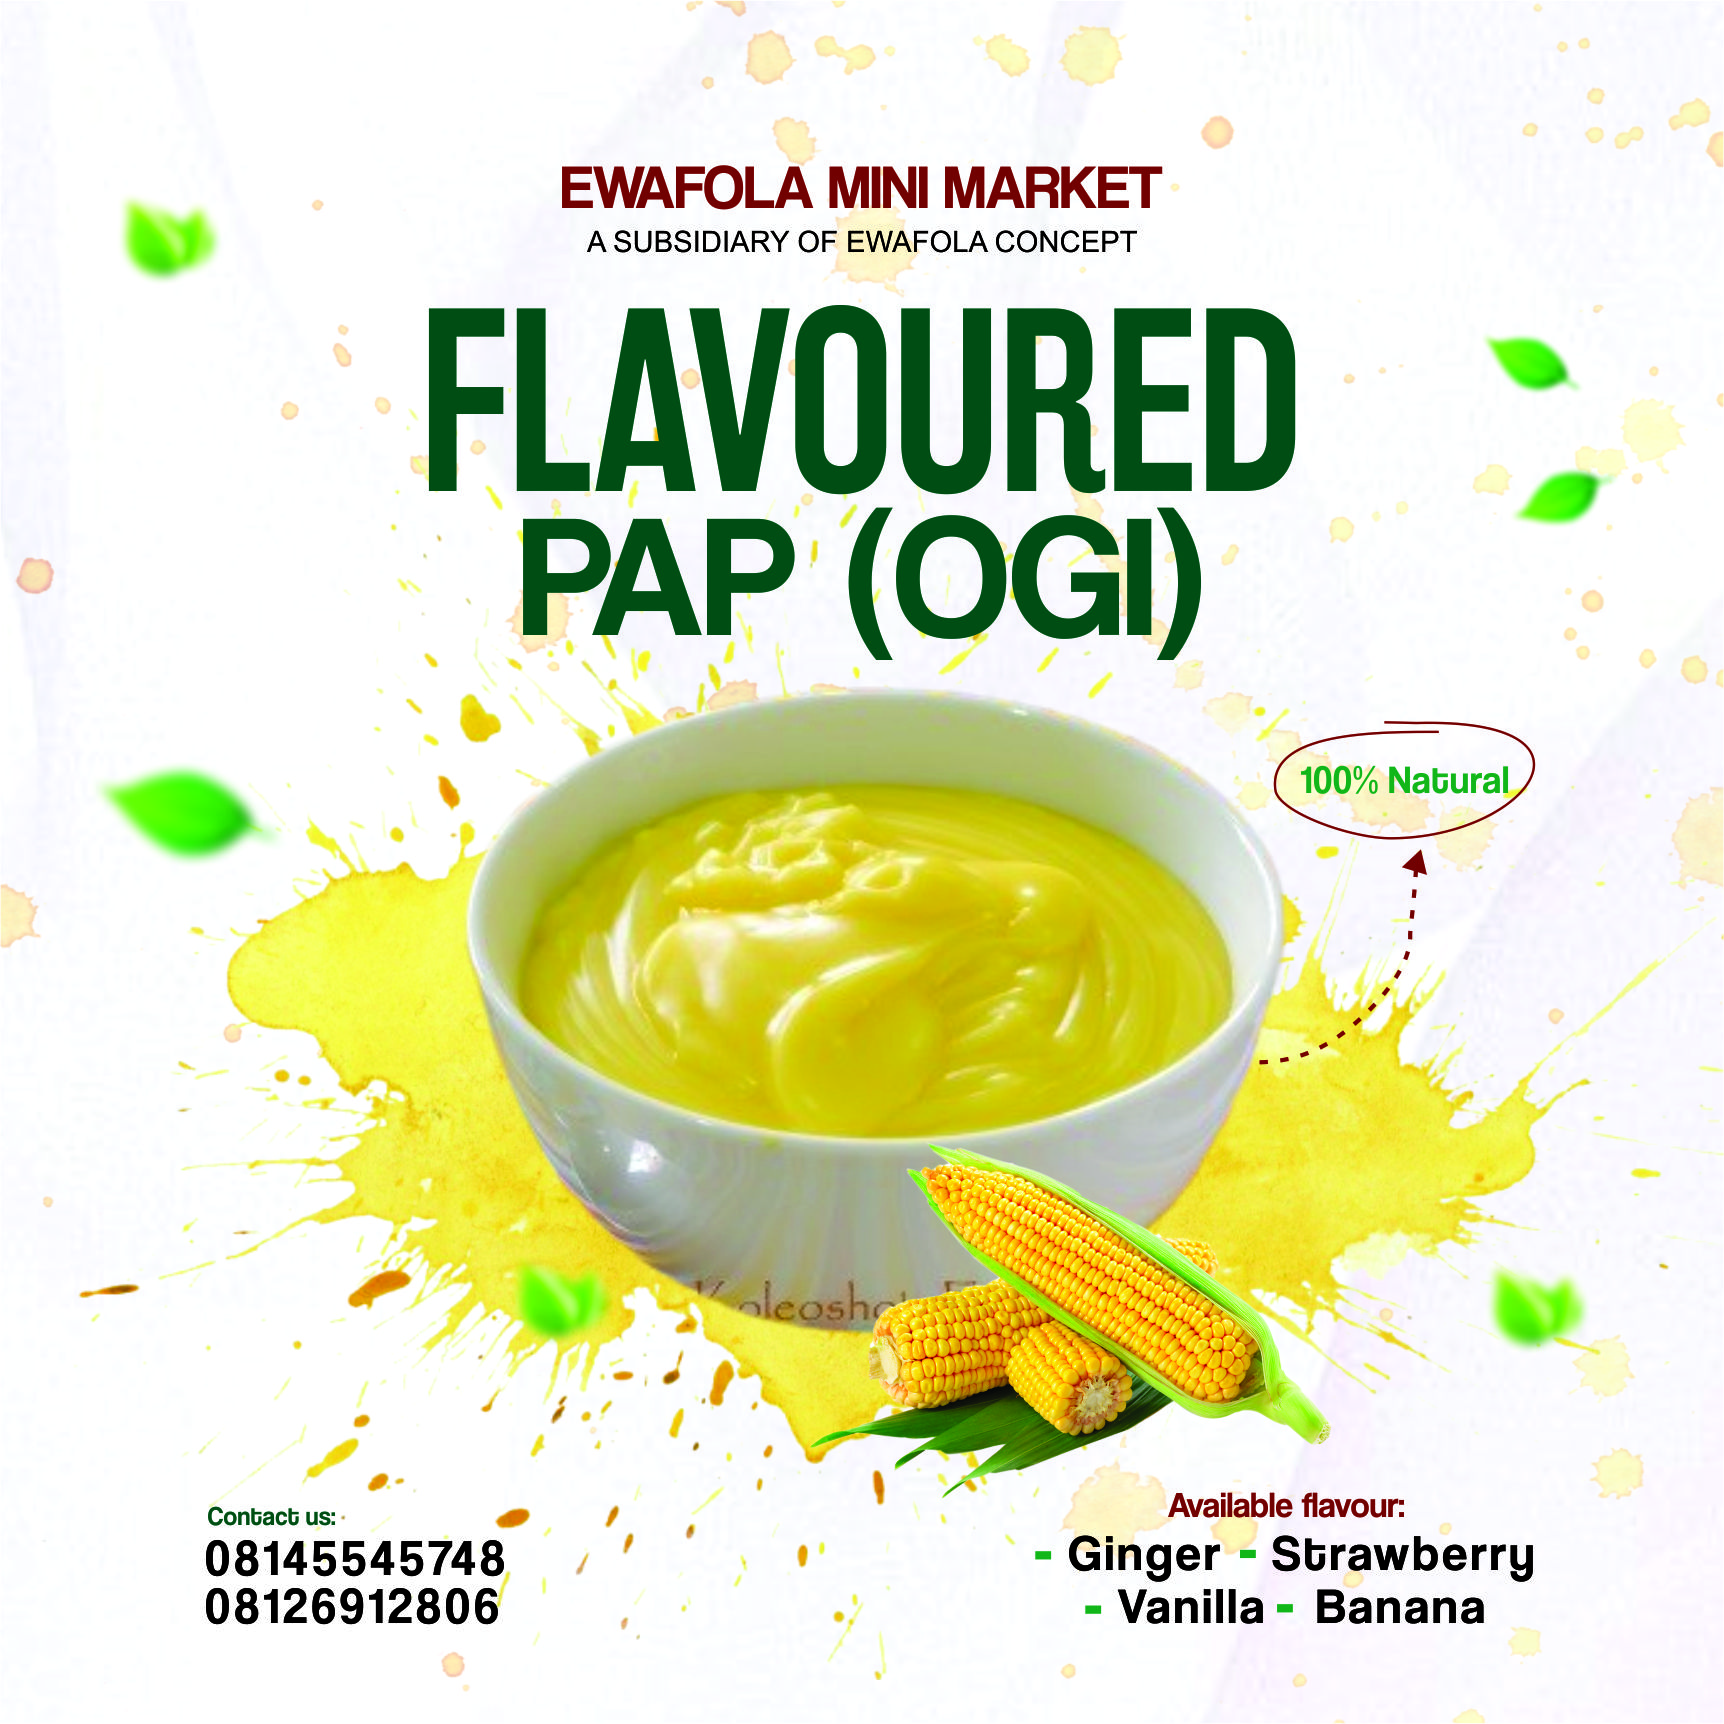 EWAFOLA MINI MARKET
A SUBSIDIARY OF EWAFOLA CONCEPT
FLAVOURED
PAP (OGI)
100% Natural
Contact us:
08145545748
08126912806
Available flavour:
- Ginger - Strawberry
- Vanilla - Banana